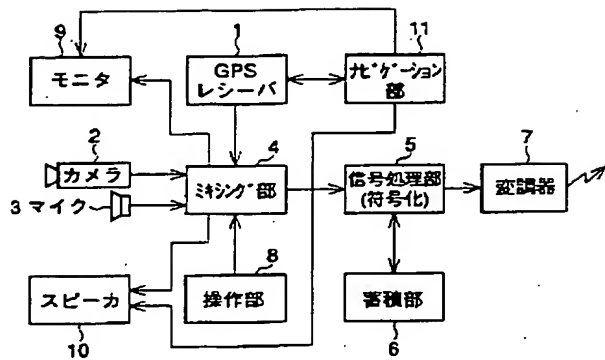 9
1
11
モニタ
GPS
レシーバ
ナビゲーション
部
2
4
5
7
カメラ
ミキシング部
信号処理部
(符号化)
変調器
3 マイク
8
スピーカ
操作部
蓄積部
10
6